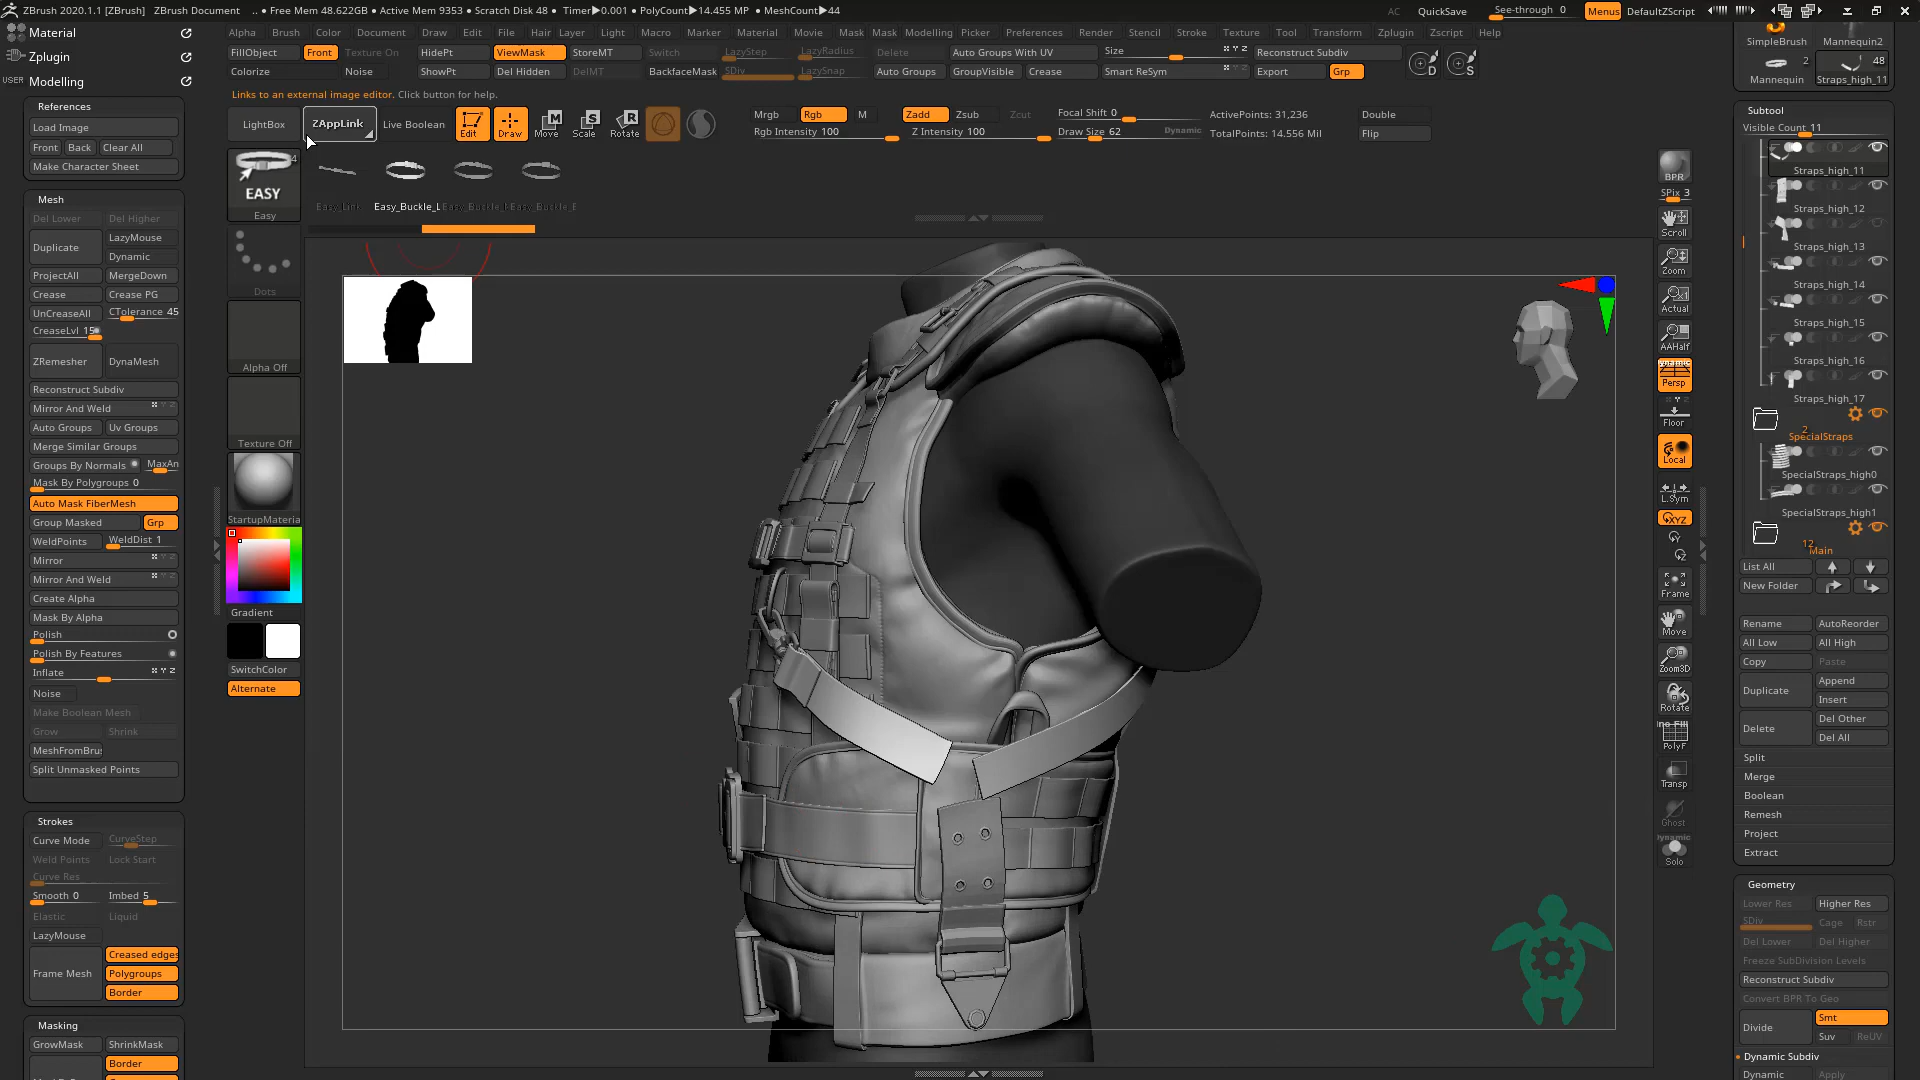 ZBrush 2020.1.1 [ZBrush] ZBrush Document .. • Free Mem 48.622GB • Active Mem 9353 • Scratch Disk 48 • Timer▶0.001 • PolyCount▶14.455 MP • MeshCount▶44 AC QuickSave See-through 0 Menus DefaultZScript
Alpha Brush Color Document Draw Edit File Hair Layer Light Macro Marker Material Movie Mask Mask Modelling Picker Preferences Render Stencil Stroke Texture Tool Transform Zplugin Zscript Help
Material
Zplugin
USER Modelling
FillObject Front Texture On HidePt ViewMask StoreMT Switch LazyStep LazyRadius Delete Auto Groups With UV Size Reconstruct Subdiv
Colorize Noise ShowPt Del Hidden DelMT BackfaceMask SDiv LazySnap Auto Groups GroupVisible Crease Smart ReSym Export Grp
Links to an external image editor. Click button for help.
LightBox ZAppLink Live Boolean Edit Draw Move Scale Rotate
Mrgb Rgb M Zadd Zsub Zcut Focal Shift 0 ActivePoints: 31,236 Double
Rgb Intensity 100 Z Intensity 100 Draw Size 62 Dynamic TotalPoints: 14.556 Mil Flip
References
Load Image
Front Back Clear All
Make Character Sheet
Mesh
Del Lower Del Higher
Duplicate LazyMouse
Dynamic
ProjectAll MergeDown
Crease Crease PG
UnCreaseAll CTolerance 45
CreaseLvl 15
ZRemesher DynaMesh
Reconstruct Subdiv
Mirror And Weld
Auto Groups Uv Groups
Merge Similar Groups
Groups By Normals MaxAn
Mask By Polygroups 0
Auto Mask FiberMesh
Group Masked Grp
WeldPoints WeldDist 1
Mirror
Mirror And Weld
Create Alpha
Mask By Alpha
Polish
Polish By Features
Inflate
Noise
Make Boolean Mesh
Grow Shrink
MeshFromBrus
Split Unmasked Points
Strokes
Curve Mode CurveStep
Weld Points Lock Start
Curve Res
Smooth 0 Imbed 5
Elastic Liquid
LazyMouse
Frame Mesh Creased edges
Polygroups
Border
Masking
GrowMask ShrinkMask
Border
4
EASY
Easy
Easy_Buckle_L
Dots
Alpha Off
Texture Off
StartupMateria
Gradient
SwitchColor
Alternate
BPR
SPix 3
Scroll
Zoom
Actual
AAHalf
Dynamic
Persp
Floor
Local
L.Sym
XYZ
Frame
Move
Zoom3D
Rotate
PolyF
Transp
Ghost
Dynamic
Solo
SimpleBrush Mannequin2
2 48
Mannequin Straps_high_11
Subtool
Visible Count 11
Straps_high_11
Straps_high_12
Straps_high_13
Straps_high_14
Straps_high_15
Straps_high_16
Straps_high_17
2
SpecialStraps
SpecialStraps_high0
SpecialStraps_high1
12
Main
List All
New Folder
Rename AutoReorder
All Low All High
Copy Paste
Duplicate Append
Insert
Delete Del Other
Del All
Split
Merge
Boolean
Remesh
Project
Extract
Geometry
Lower Res Higher Res
SDiv Cage Rstr
Del Lower Del Higher
Freeze SubDivision Levels
Reconstruct Subdiv
Convert BPR To Geo
Divide Smt
Suv ReUV
Dynamic Subdiv
Dynamic Apply